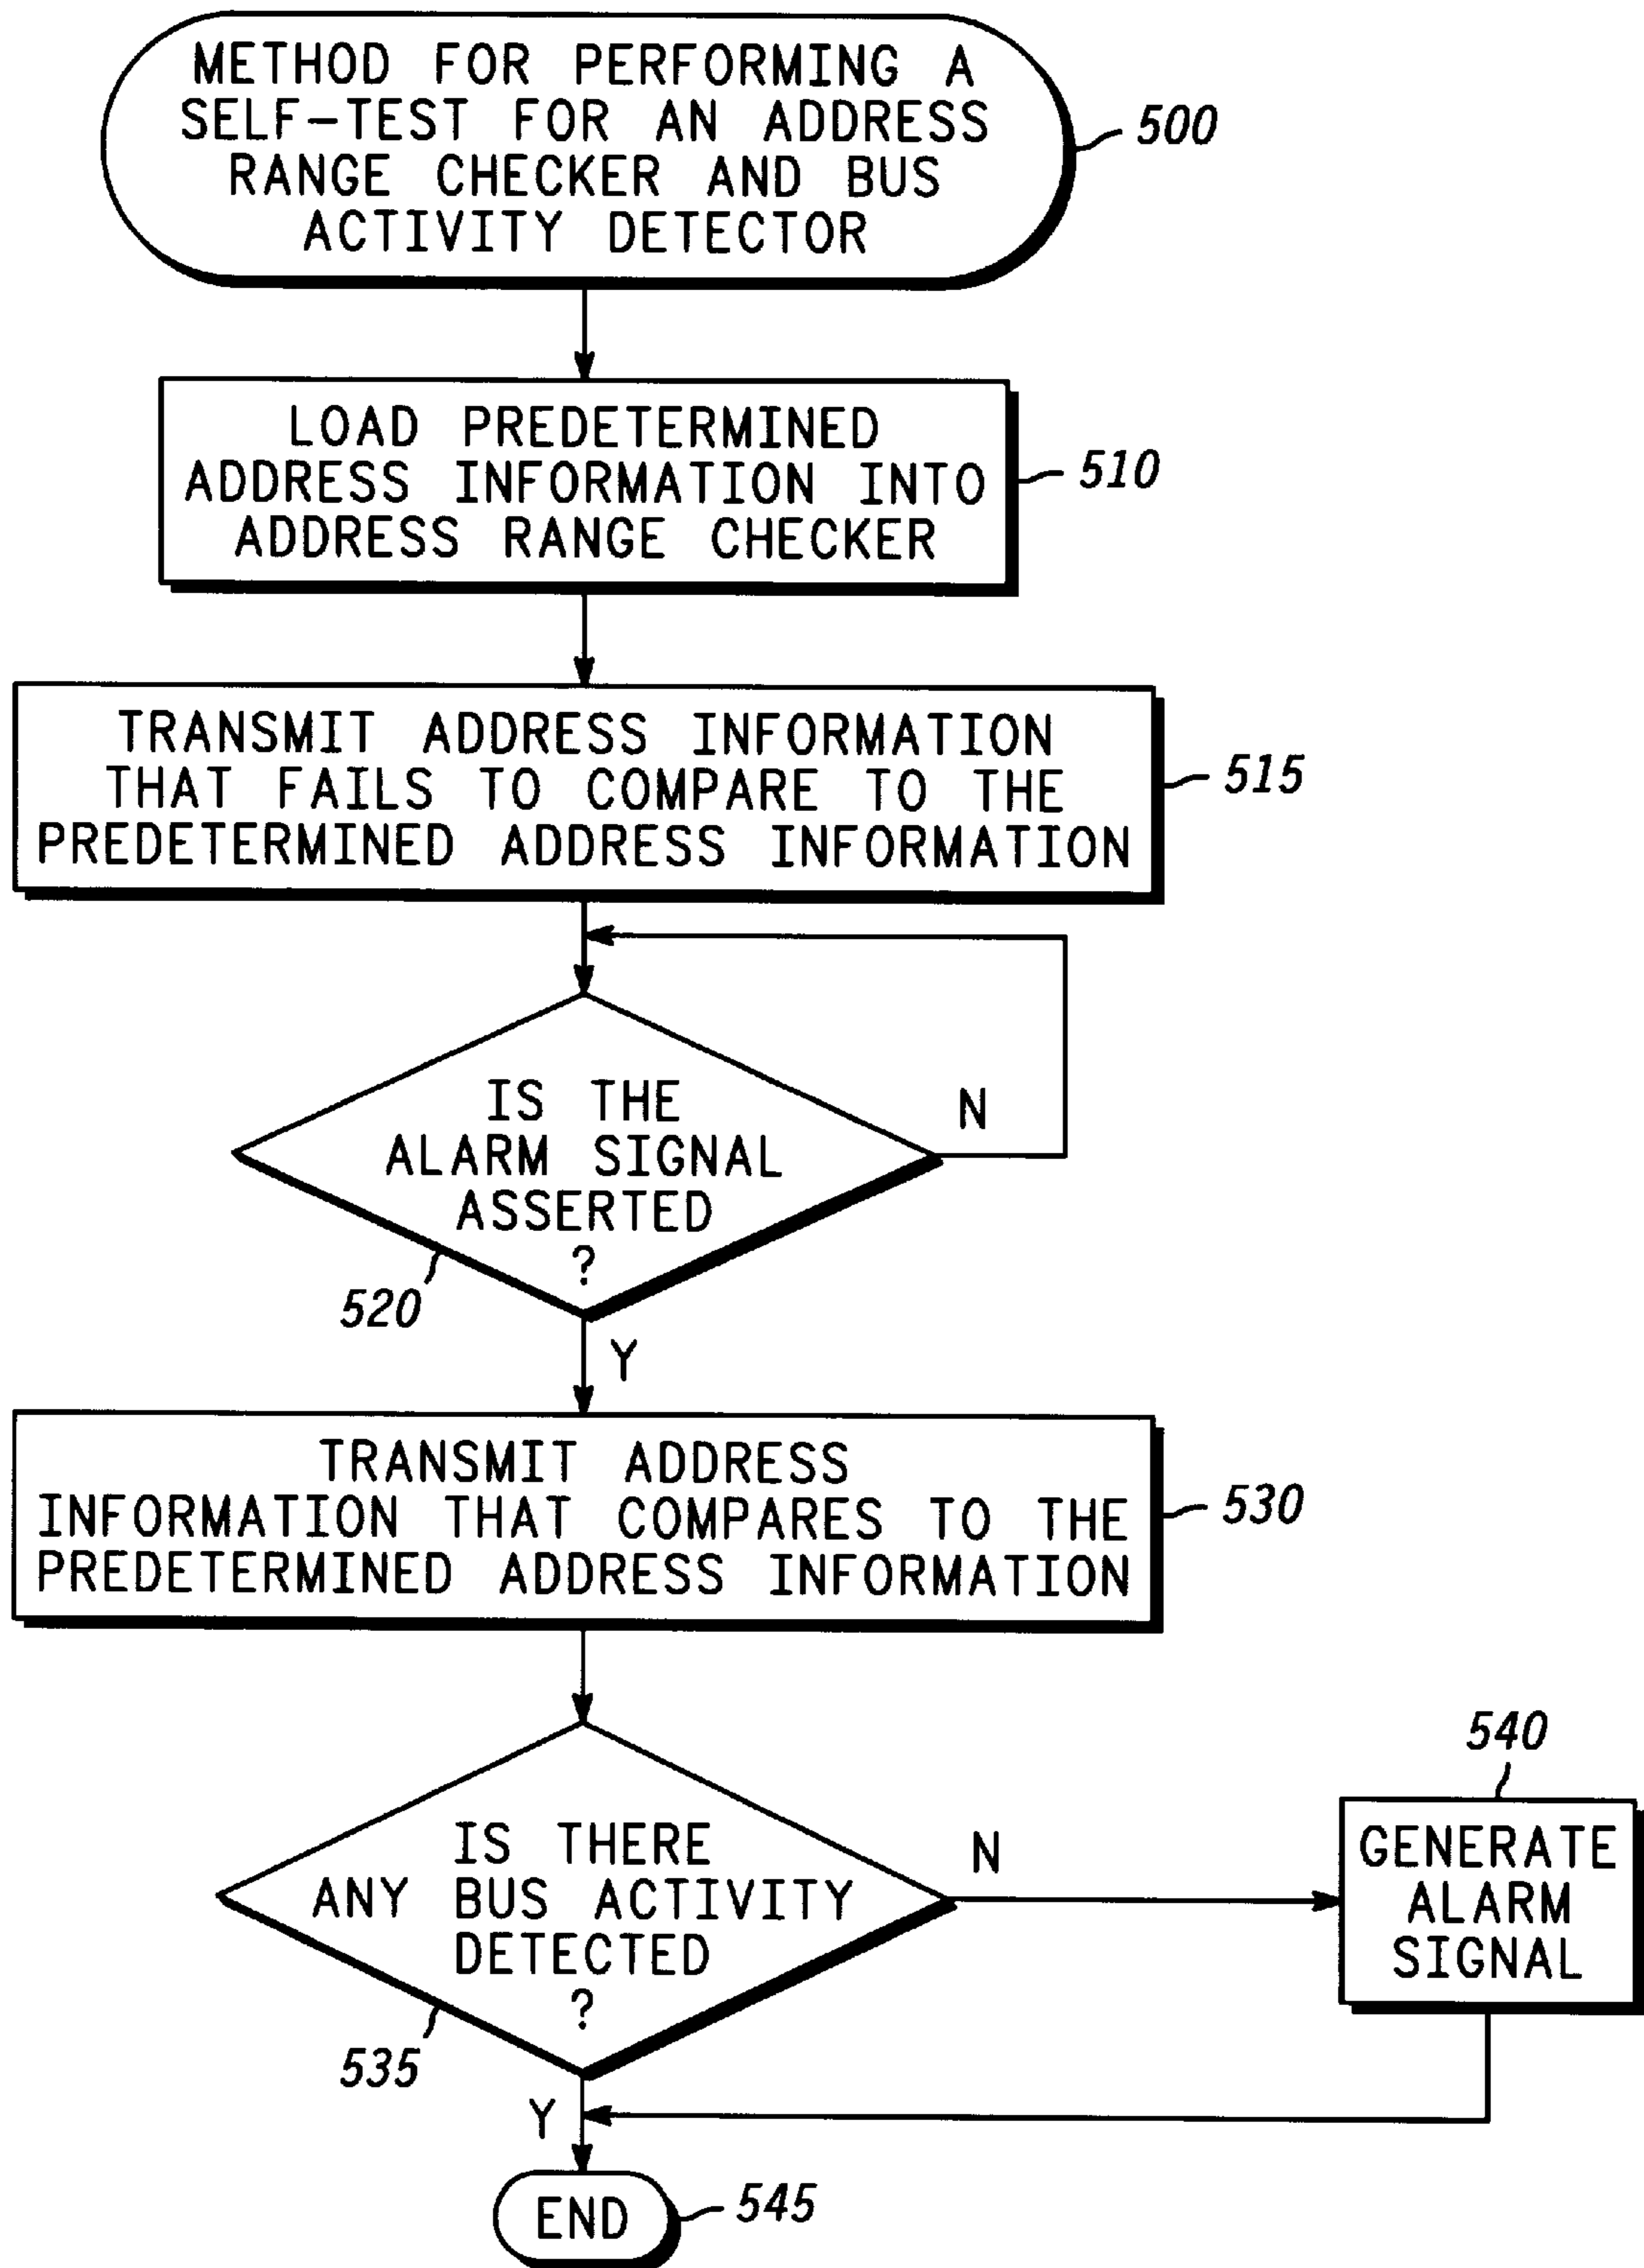 METHOD FOR PERFORMING A
SELF-TEST FOR AN ADDRESS
RANGE CHECKER AND BUS
ACTIVITY DETECTOR
500
LOAD PREDETERMINED
ADDRESS INFORMATION INTO
ADDRESS RANGE CHECKER
510
TRANSMIT ADDRESS INFORMATION
THAT FAILS TO COMPARE TO THE
PREDETERMINED ADDRESS INFORMATION
515
IS THE
ALARM SIGNAL
ASSERTED
?
N
520
Y
TRANSMIT ADDRESS
INFORMATION THAT COMPARES TO THE
PREDETERMINED ADDRESS INFORMATION
530
IS THERE
ANY BUS ACTIVITY
DETECTED
?
N
535
540
GENERATE
ALARM
SIGNAL
Y
END
545